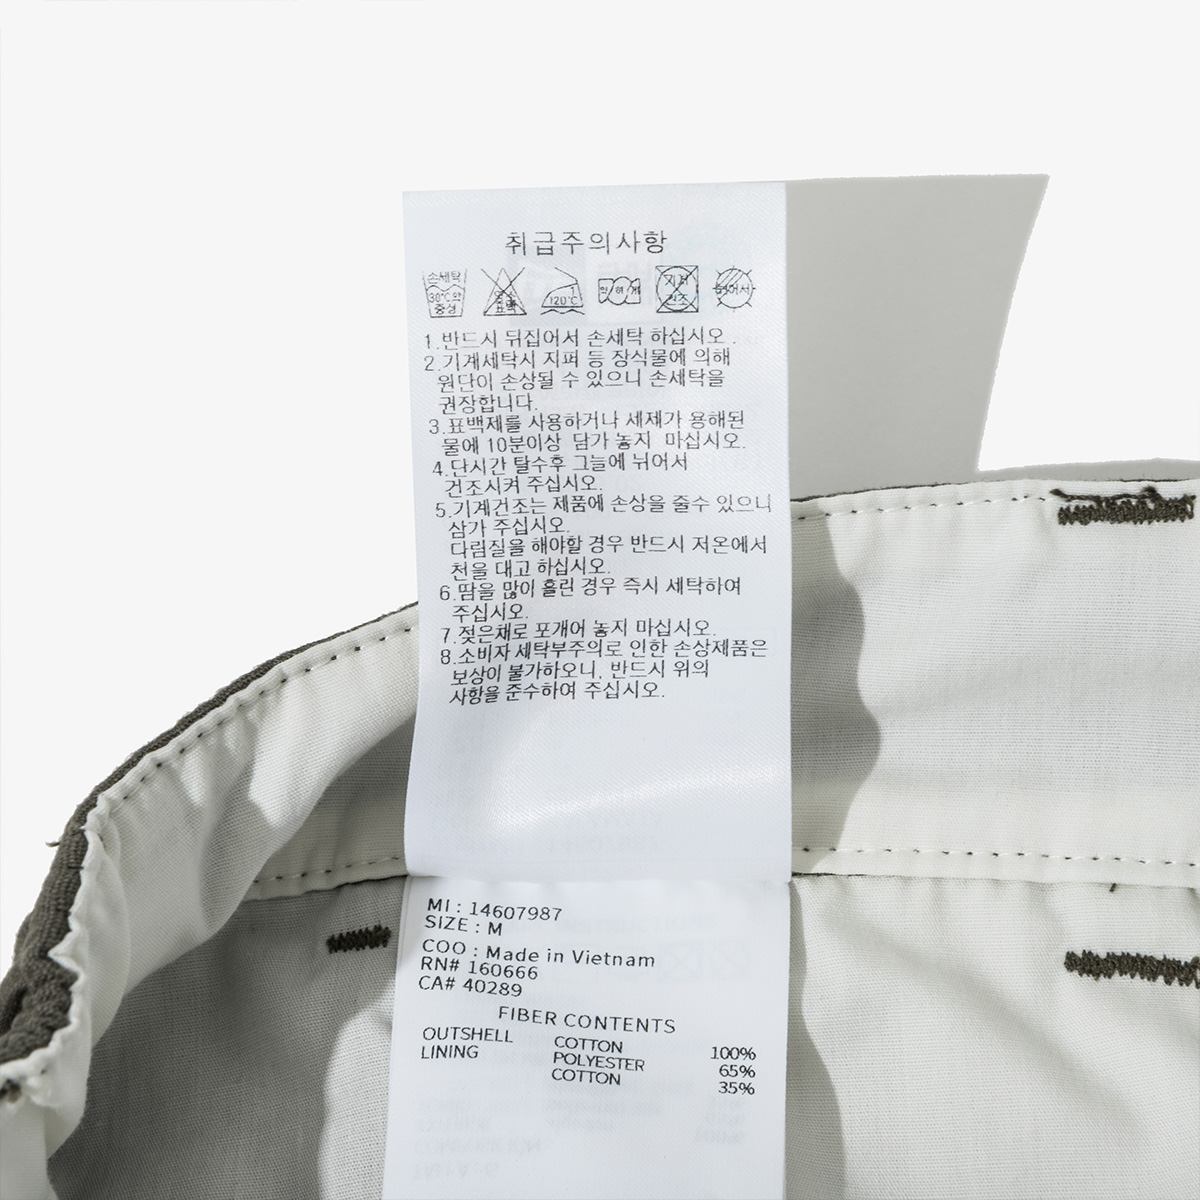 취급주의사항
손세탁
30°C 약
중성
염소
표백
120°C
약하게
기계
건조
뉘어서
1.반드시 뒤집어서 손세탁 하십시오.
2.기계세탁시 지퍼 등 장식물에 의해
원단이 손상될 수 있으니 손세탁을
권장합니다.
3.표백제를 사용하거나 세제가 용해된
물에 10분이상 담가 놓지 마십시오.
4.단시간 탈수후 그늘에 뉘어서
건조시켜 주십시오.
5.기계건조는 제품에 손상을 줄수 있으니
삼가 주십시오.
다림질을 해야할 경우 반드시 저온에서
천을 대고 하십시오.
6.땀을 많이 흘린 경우 즉시 세탁하여
주십시오.
7.젖은채로 포개어 놓지 마십시오.
8.소비자 세탁부주의로 인한 손상제품은
보상이 불가하오니, 반드시 위의
사항을 준수하여 주십시오.
MI : 14607987
SIZE : M
COO : Made in Vietnam
RN# 160666
CA# 40289
FIBER CONTENTS
OUTSHELL COTTON 100%
LINING POLYESTER 65%
COTTON 35%